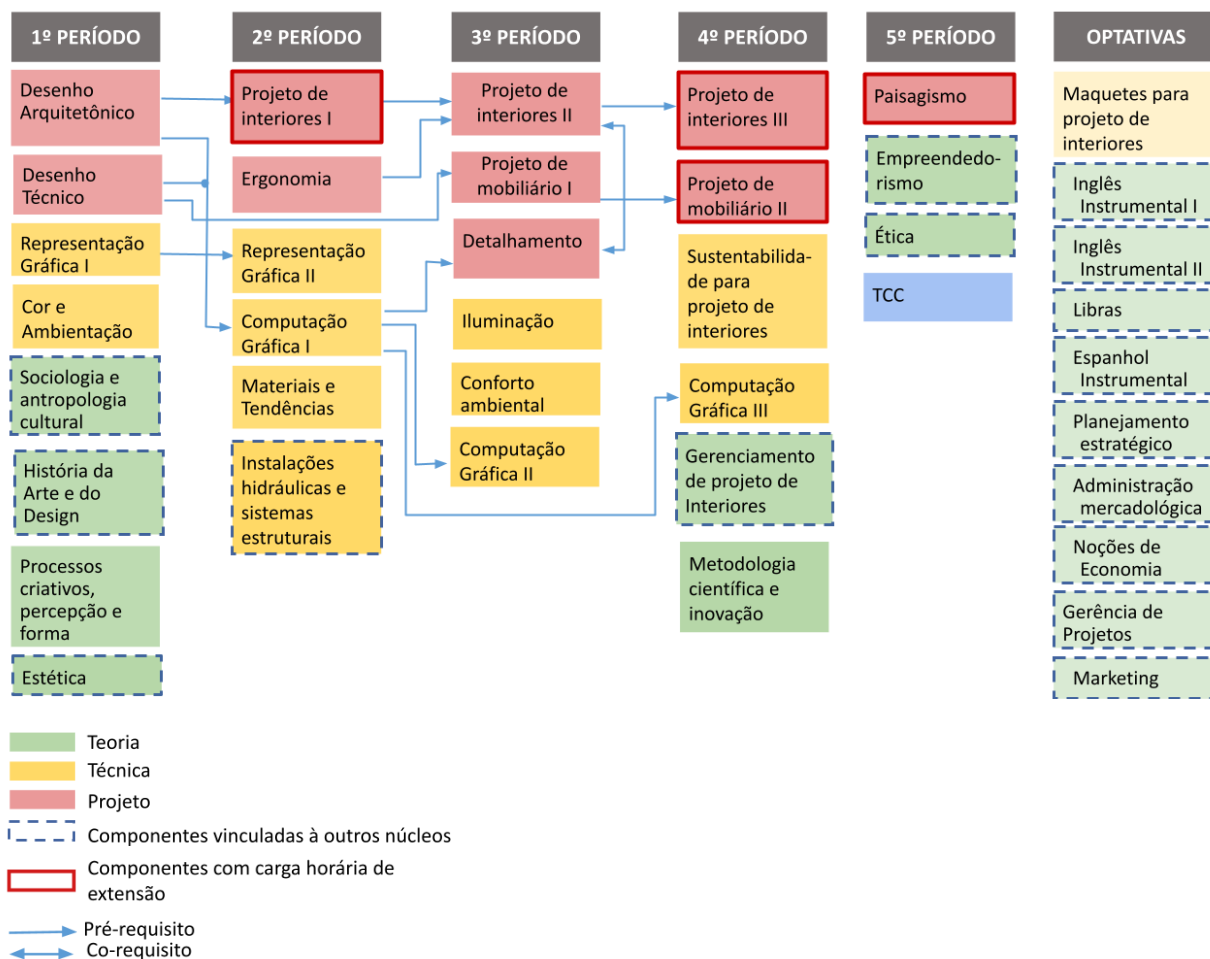 1º PERÍODO
Desenho
Arquitetônico
Desenho
Técnico
Representação
Gráfica I
Cor e
Ambientação
Sociologia e
antropologia
cultural
História da
Arte e do
Design
Processos
criativos,
percepção e
forma
Estética
2º PERÍODO
Projeto de
interiores I
Ergonomia
Representação
Gráfica II
Computação
Gráfica I
Materiais e
Tendências
Instalações
hidráulicas e
sistemas
estruturais
3º PERÍODO
Projeto de
interiores II
Projeto de
mobiliário I
Detalhamento
Iluminação
Conforto
ambiental
Computação
Gráfica II
4º PERÍODO
Projeto de
interiores III
Projeto de
mobiliário II
Sustentabilida-
de para
projeto de
interiores
Computação
Gráfica III
Gerenciamento
de projeto de
Interiores
Metodologia
científica e
inovação
5º PERÍODO
Paisagismo
Empreendedo-
rismo
Ética
TCC
OPTATIVAS
Maquetes para
projeto de
interiores
Inglês
Instrumental I
Inglês
Instrumental II
Libras
Espanhol
Instrumental
Planejamento
estratégico
Administração
mercadológica
Noções de
Economia
Gerência de
Projetos
Marketing
Teoria
Técnica
Projeto
Componentes vinculadas à outros núcleos
Componentes com carga horária de
extensão
Pré-requisito
Co-requisito